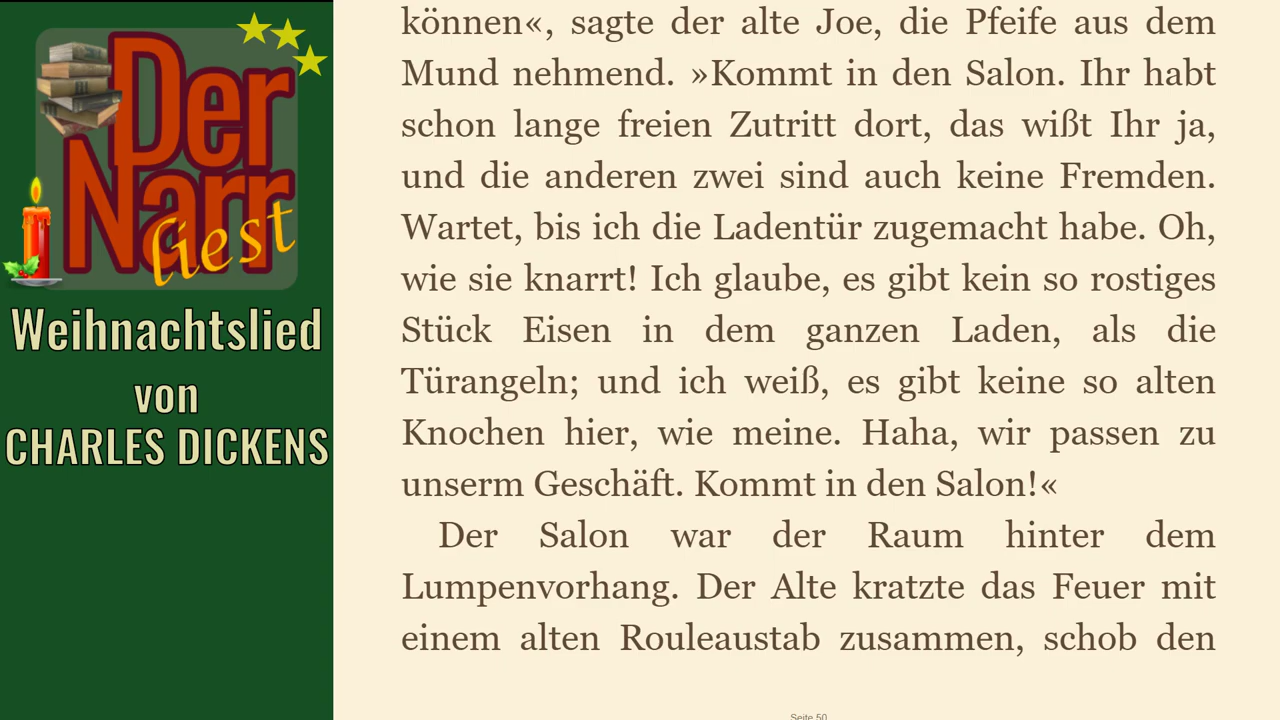 Der
Narr
liest
Weihnachtslied
von
CHARLES DICKENS
können«, sagte der alte Joe, die Pfeife aus dem
Mund nehmend. »Kommt in den Salon. Ihr habt
schon lange freien Zutritt dort, das wißt Ihr ja,
und die anderen zwei sind auch keine Fremden.
Wartet, bis ich die Ladentür zugemacht habe. Oh,
wie sie knarrt! Ich glaube, es gibt kein so rostiges
Stück Eisen in dem ganzen Laden, als die
Türangeln; und ich weiß, es gibt keine so alten
Knochen hier, wie meine. Haha, wir passen zu
unserm Geschäft. Kommt in den Salon!«
Der Salon war der Raum hinter dem
Lumpenvorhang. Der Alte kratzte das Feuer mit
einem alten Rouleaustab zusammen, schob den
Seite 50